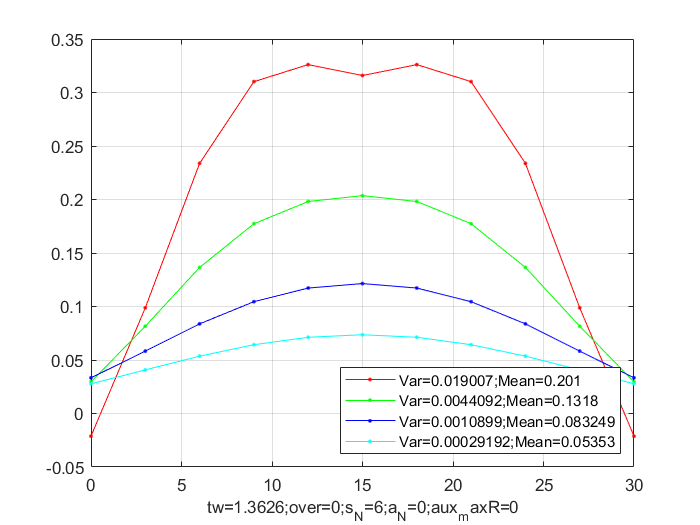 0.35
0.3
0.25
0.2
0.15
0.1
0.05
0
-0.05
0 5 10 15 20 25 30
Var=0.019007;Mean=0.201
Var=0.0044092;Mean=0.1318
Var=0.0010899;Mean=0.083249
Var=0.00029192;Mean=0.05353
tw=1.3626;over=0;s_N=6;a_N=0;aux_maxR=0